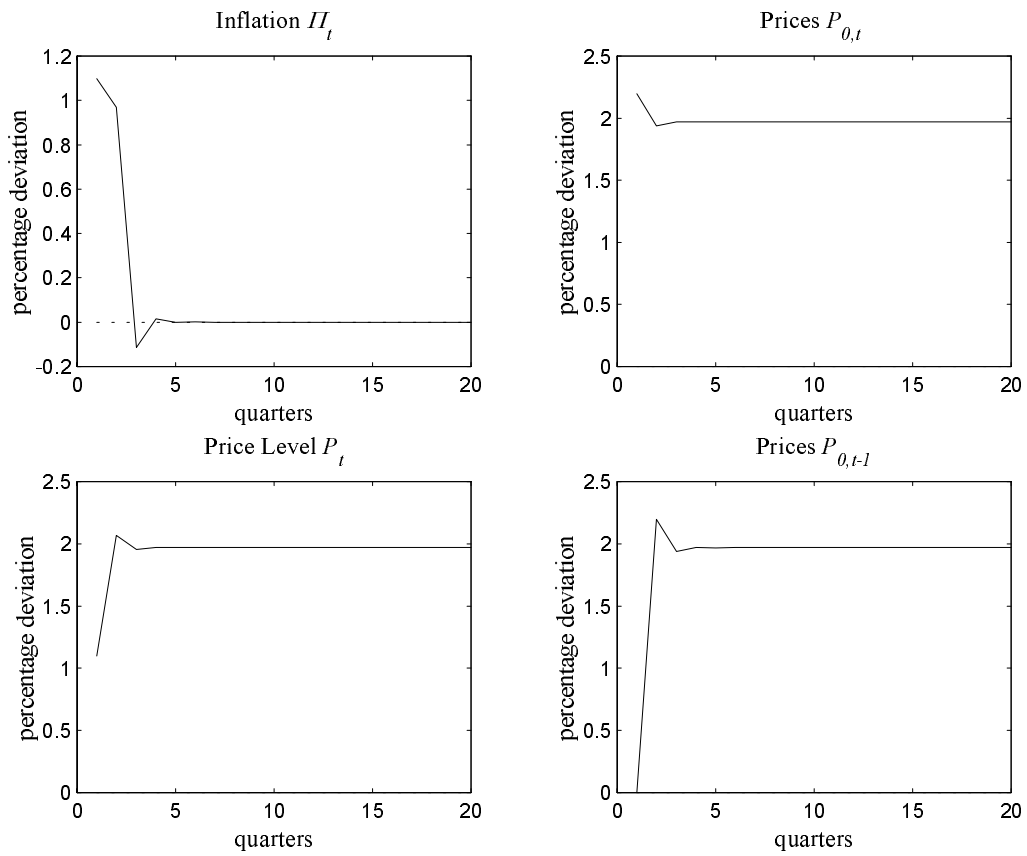 Inflation Π_t
percentage deviation
1.2
1
0.8
0.6
0.4
0.2
0
-0.2
0 5 10 15 20
quarters
Prices P_0,t
percentage deviation
2.5
2
1.5
1
0.5
0
0 5 10 15 20
quarters
Price Level P_t
percentage deviation
2.5
2
1.5
1
0.5
0
0 5 10 15 20
quarters
Prices P_0,t-1
percentage deviation
2.5
2
1.5
1
0.5
0
0 5 10 15 20
quarters